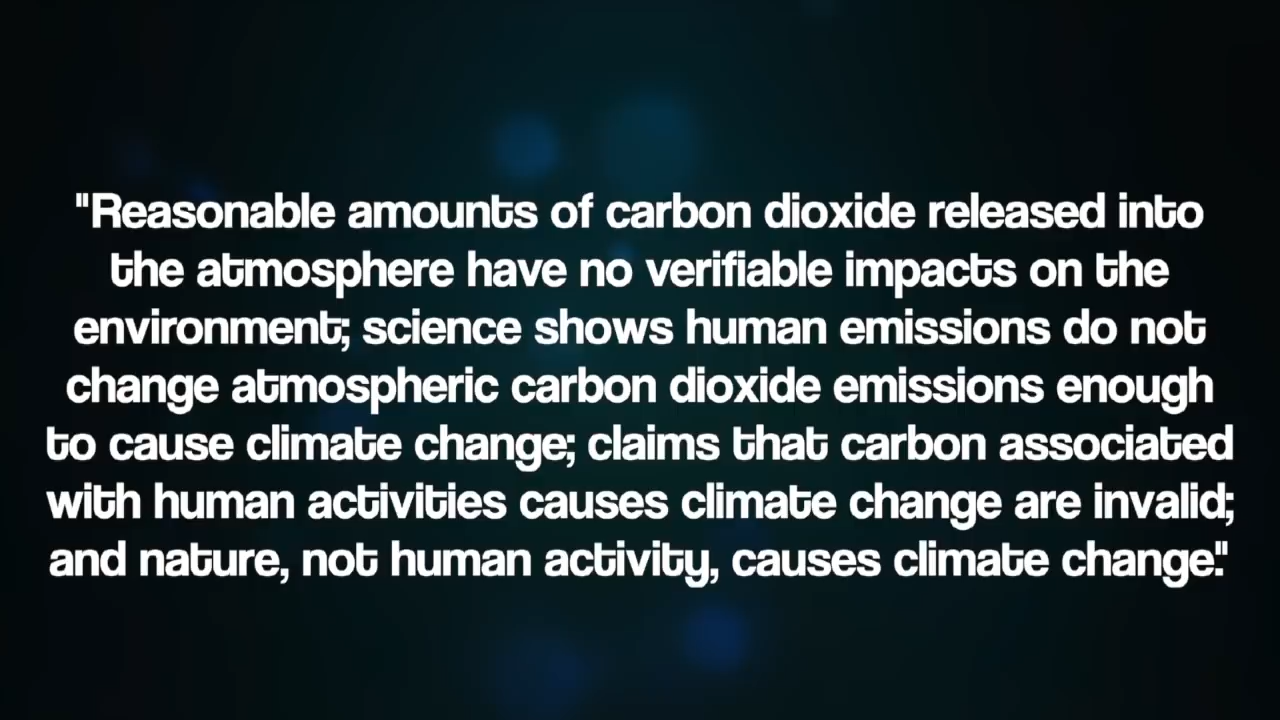 "Reasonable amounts of carbon dioxide released into
the atmosphere have no verifiable impacts on the
environment; science shows human emissions do not
change atmospheric carbon dioxide emissions enough
to cause climate change; claims that carbon associated
with human activities causes climate change are invalid;
and nature, not human activity, causes climate change."